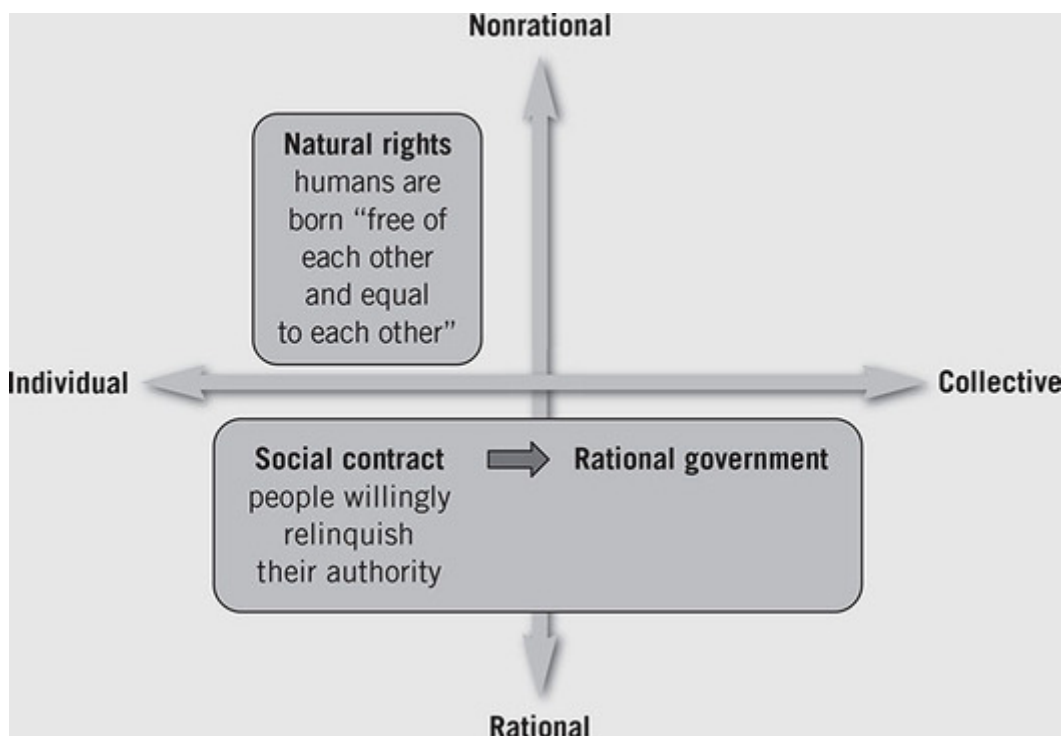 Nonrational
Natural rights
humans are
born “free of
each other
and equal
to each other”
Individual
Collective
Social contract
Rational government
people willingly
relinquish
their authority
Rational